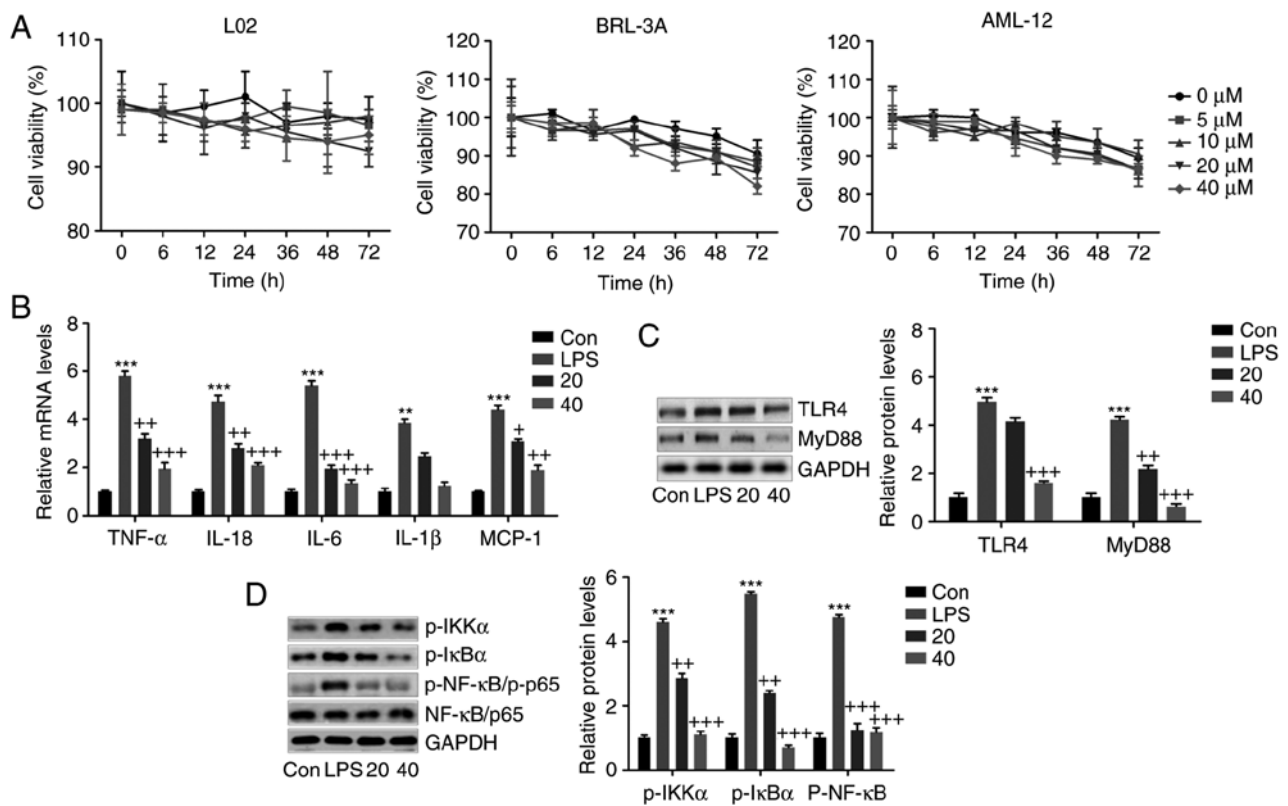 A
L02
BRL-3A
AML-12
Cell viability (%)
110
100
90
80
0 6 12 24 36 48 72
Time (h)
Cell viability (%)
120
110
100
90
80
70
0 6 12 24 36 48 72
Time (h)
Cell viability (%)
120
110
100
90
80
70
0 6 12 24 36 48 72
Time (h)
0 µM
5 µM
10 µM
20 µM
40 µM
B
Relative mRNA levels
8
6
4
2
0
*** ++ +++
*** ++ +++
*** +++ +++
**
*** + ++
TNF-α IL-18 IL-6 IL-1β MCP-1
Con
LPS
20
40
C
TLR4
MyD88
GAPDH
Con LPS 20 40
Relative protein levels
8
6
4
2
0
*** +++
*** ++ +++
TLR4 MyD88
Con
LPS
20
40
D
p-IKKα
p-IκBα
p-NF-κB/p-p65
NF-κB/p65
GAPDH
Con LPS 20 40
Relative protein levels
6
4
2
0
*** ++ +++
*** ++ +++
*** +++ +++
p-IKKα p-IκBα P-NF-κB
Con
LPS
20
40